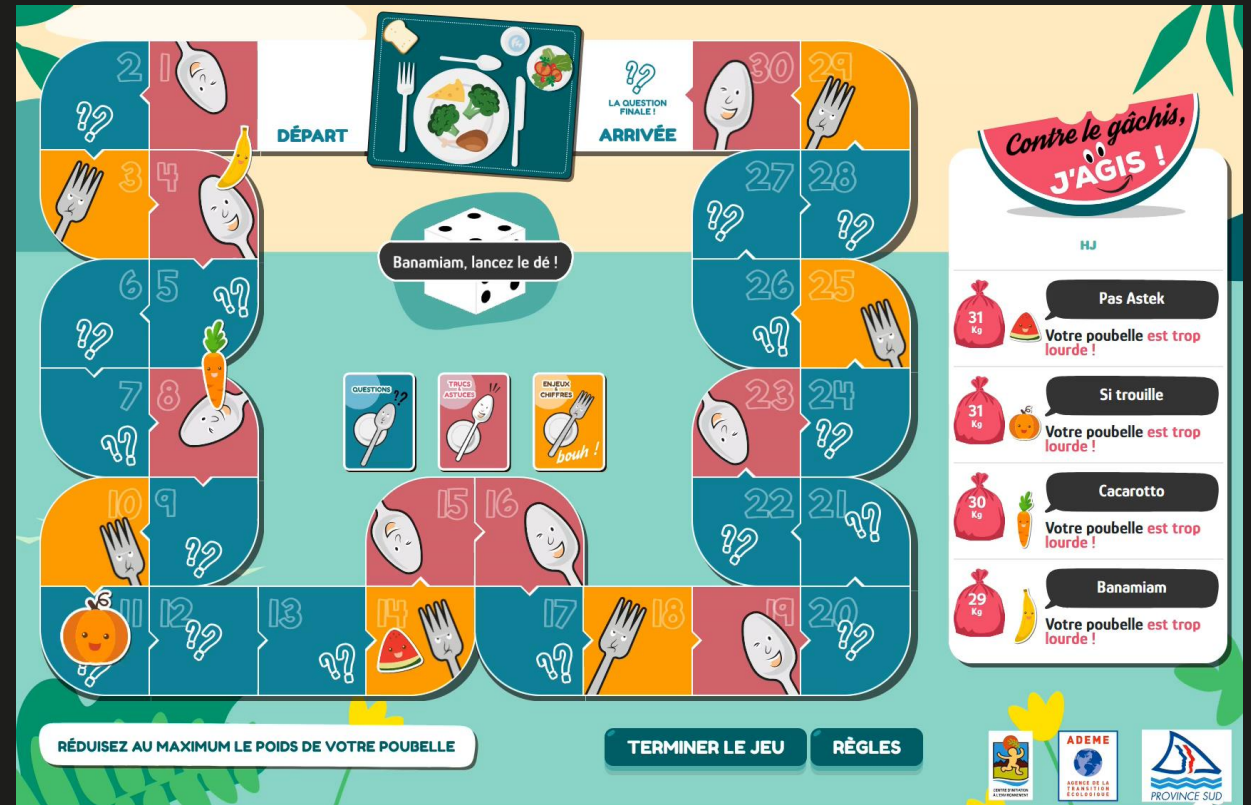 2
1
DÉPART
??
LA QUESTION
FINALE !
ARRIVÉE
30
29
??
3
4
27
28
??
??
Banamiam, lancez le dé !
6
5
??
??
26
25
??
7
8
??
QUESTIONS
??
TRUCS
&
ASTUCES
ENJEUX
&
CHIFFRES
bouh !
23
24
??
10
9
??
15
16
22
21
??
??
11
12
13
14
17
18
19
20
??
??
??
??
??
RÉDUISEZ AU MAXIMUM LE POIDS DE VOTRE POUBELLE
TERMINER LE JEU
RÈGLES
Contre le gâchis,
J'AGIS !
HJ
31
Kg
Pas Astek
Votre poubelle est trop
lourde !
31
Kg
Si trouille
Votre poubelle est trop
lourde !
30
Kg
Cacarotto
Votre poubelle est trop
lourde !
29
Kg
Banamiam
Votre poubelle est trop
lourde !
CENTRE D'INITIATION
À L'ENVIRONNEMENT
ADEME
AGENCE DE LA
TRANSITION
ÉCOLOGIQUE
PROVINCE SUD